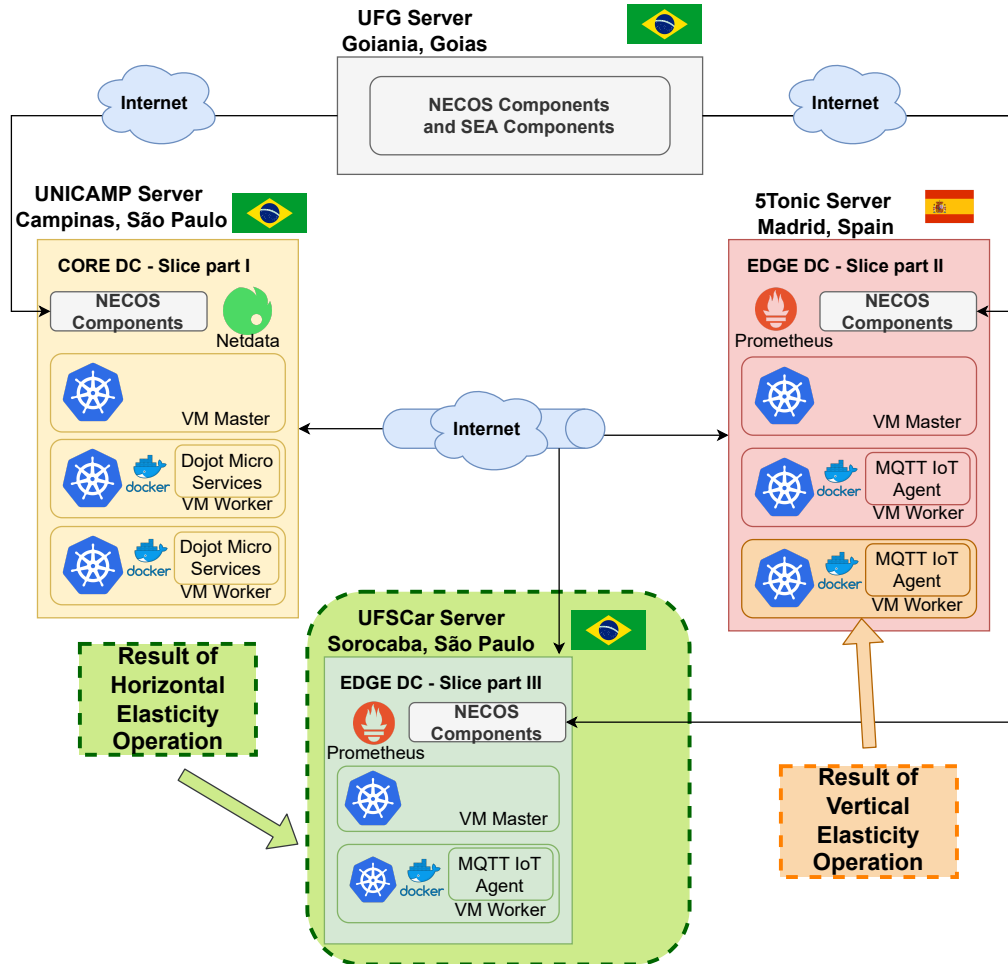 UFG Server
Goiania, Goias
Internet
NECOS Components
and SEA Components
Internet
UNICAMP Server
Campinas, São Paulo
5Tonic Server
Madrid, Spain
CORE DC - Slice part I
NECOS
Components
Netdata
VM Master
docker
Dojot Micro
Services
VM Worker
docker
Dojot Micro
Services
VM Worker
Internet
EDGE DC - Slice part II
Prometheus
NECOS
Components
VM Master
docker
MQTT IoT
Agent
VM Worker
docker
MQTT IoT
Agent
VM Worker
Result of
Horizontal
Elasticity
Operation
UFSCar Server
Sorocaba, São Paulo
EDGE DC - Slice part III
Prometheus
NECOS
Components
VM Master
docker
MQTT IoT
Agent
VM Worker
Result of
Vertical
Elasticity
Operation